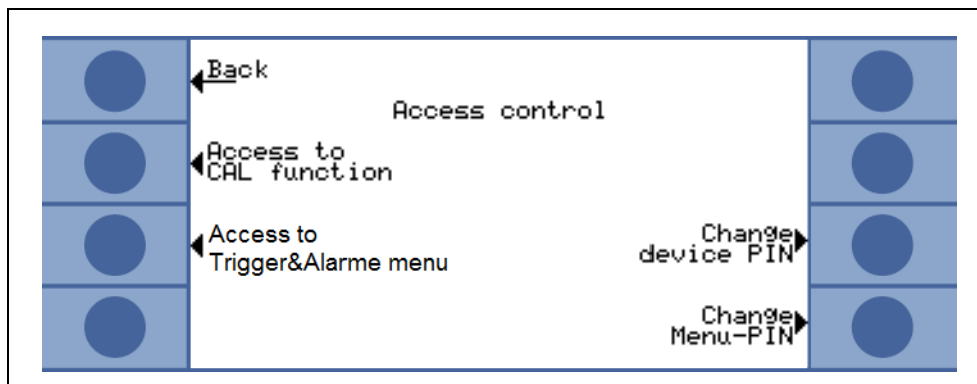 Back
Access control
Access to
CAL function
Access to
Trigger&Alarme menu
Change
device PIN
Change
Menu-PIN